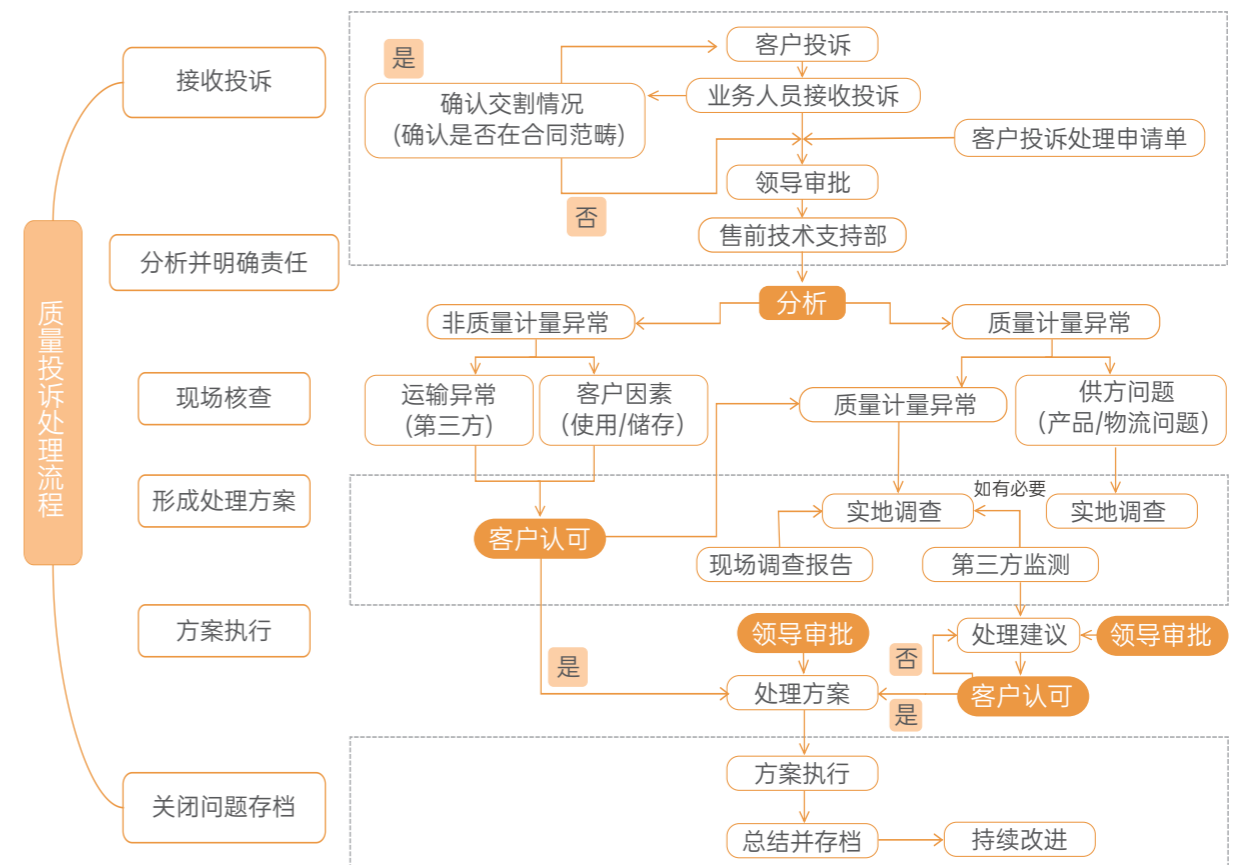 质量投诉处理流程
接收投诉
分析并明确责任
现场核查
形成处理方案
方案执行
关闭问题存档
客户投诉
是
业务人员接收投诉
确认交割情况
(确认是否在合同范畴)
客户投诉处理申请单
领导审批
否
售前技术支持部
分析
非质量计量异常
质量计量异常
运输异常
(第三方)
客户因素
(使用/储存)
质量计量异常
供方问题
(产品/物流问题)
如有必要
实地调查
实地调查
客户认可
现场调查报告
第三方监测
领导审批
处理建议
领导审批
是
否
处理方案
客户认可
是
方案执行
总结并存档
持续改进